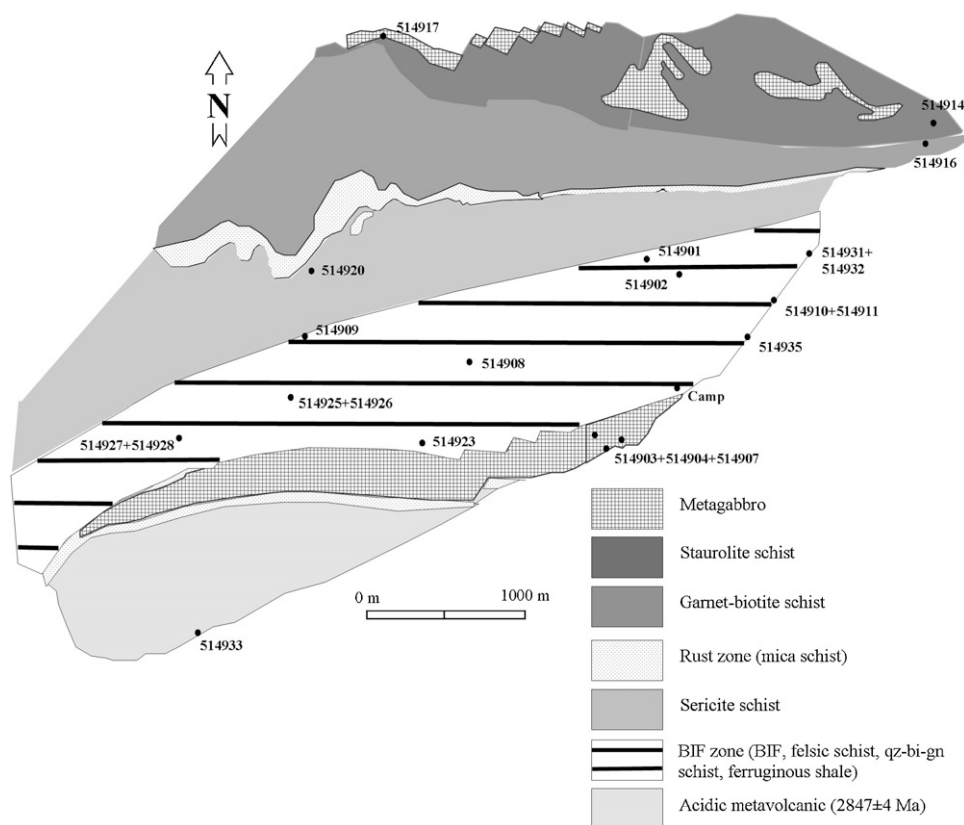 514917
N
514914
514916
514901
514931+
514932
514920
514902
514910+514911
514909
514935
514908
Camp
514925+514926
514927+514928
514923
514903+514904+514907
Metagabbro
Staurolite schist
0 m
1000 m
Garnet-biotite schist
514933
Rust zone (mica schist)
Sericite schist
BIF zone (BIF, felsic schist, qz-bi-gn
schist, ferruginous shale)
Acidic metavolcanic (2847±4 Ma)